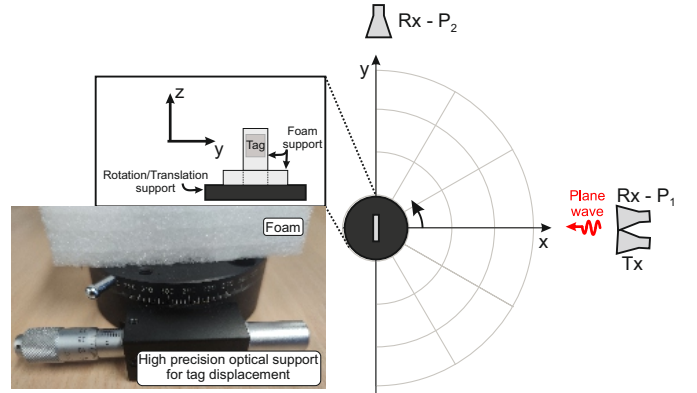 Rx - P2
y
z
y
Tag
Foam
support
Rotation/Translation
support
Foam
High precision optical support
for tag displacement
x
Plane
wave
Rx - P1
Tx